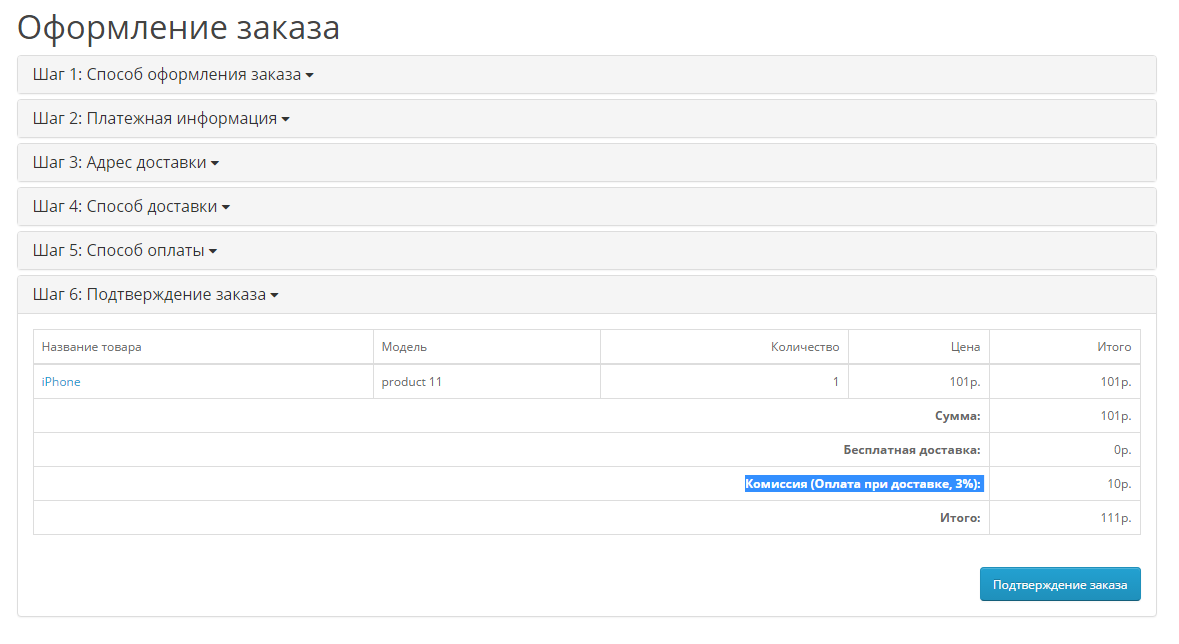 Оформление заказа
Шаг 1: Способ оформления заказа
Шаг 2: Платежная информация
Шаг 3: Адрес доставки
Шаг 4: Способ доставки
Шаг 5: Способ оплаты
Шаг 6: Подтверждение заказа
Название товара Модель Количество Цена Итого
iPhone product 11 1 101р. 101р.
Сумма: 101р.
Бесплатная доставка: 0р.
Комиссия (Оплата при доставке, 3%): 10р.
Итого: 111р.
Подтверждение заказа